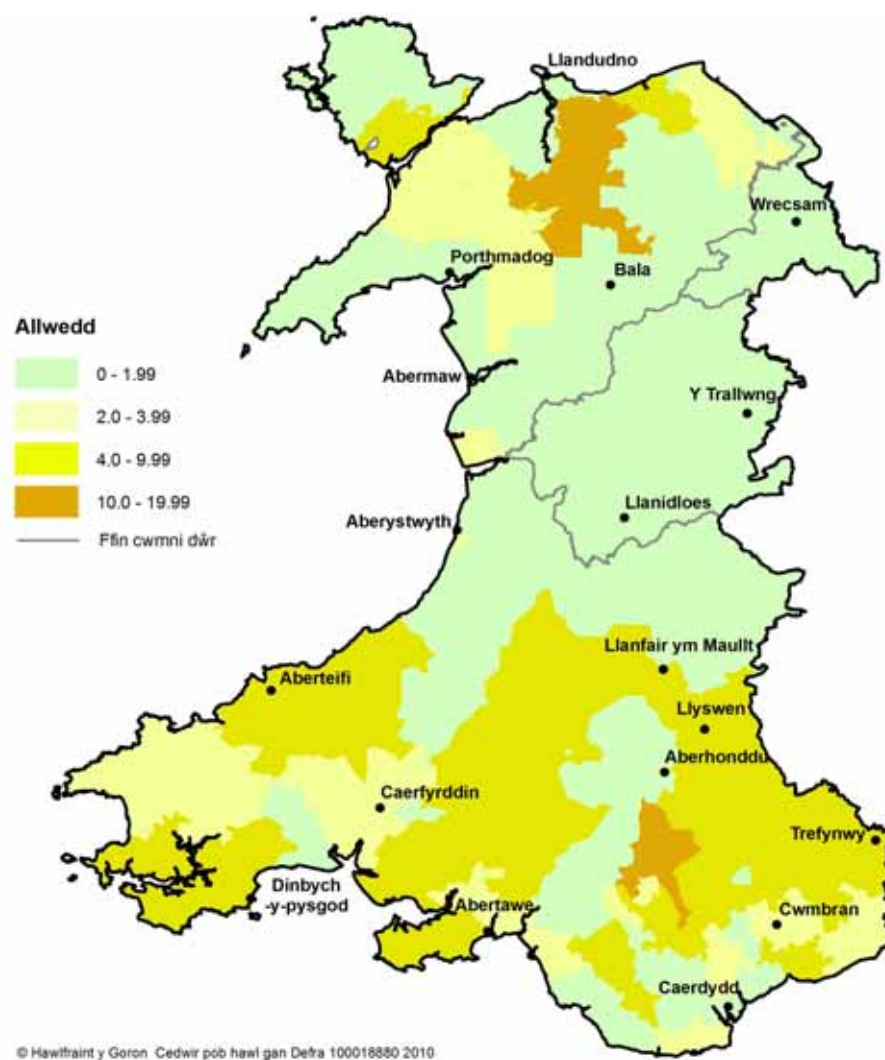 Llandudno
Wrecsam
Porthmadog
Bala
Allwedd
0 - 1.99
2.0 - 3.99
4.0 - 9.99
10.0 - 19.99
Ffin cwmni dŵr
Abermaw
Y Trallwng
Llanidloes
Aberystwyth
Llanfair ym Maullt
Aberteifi
Llyswen
Aberhonddu
Caerfyrddin
Trefynwy
Dinbych
-y-pysgod
Abertawe
Cwmbran
Caerdydd
© Hawlfraint y Goron Cedwir pob hawl gan Defra 100018880 2010